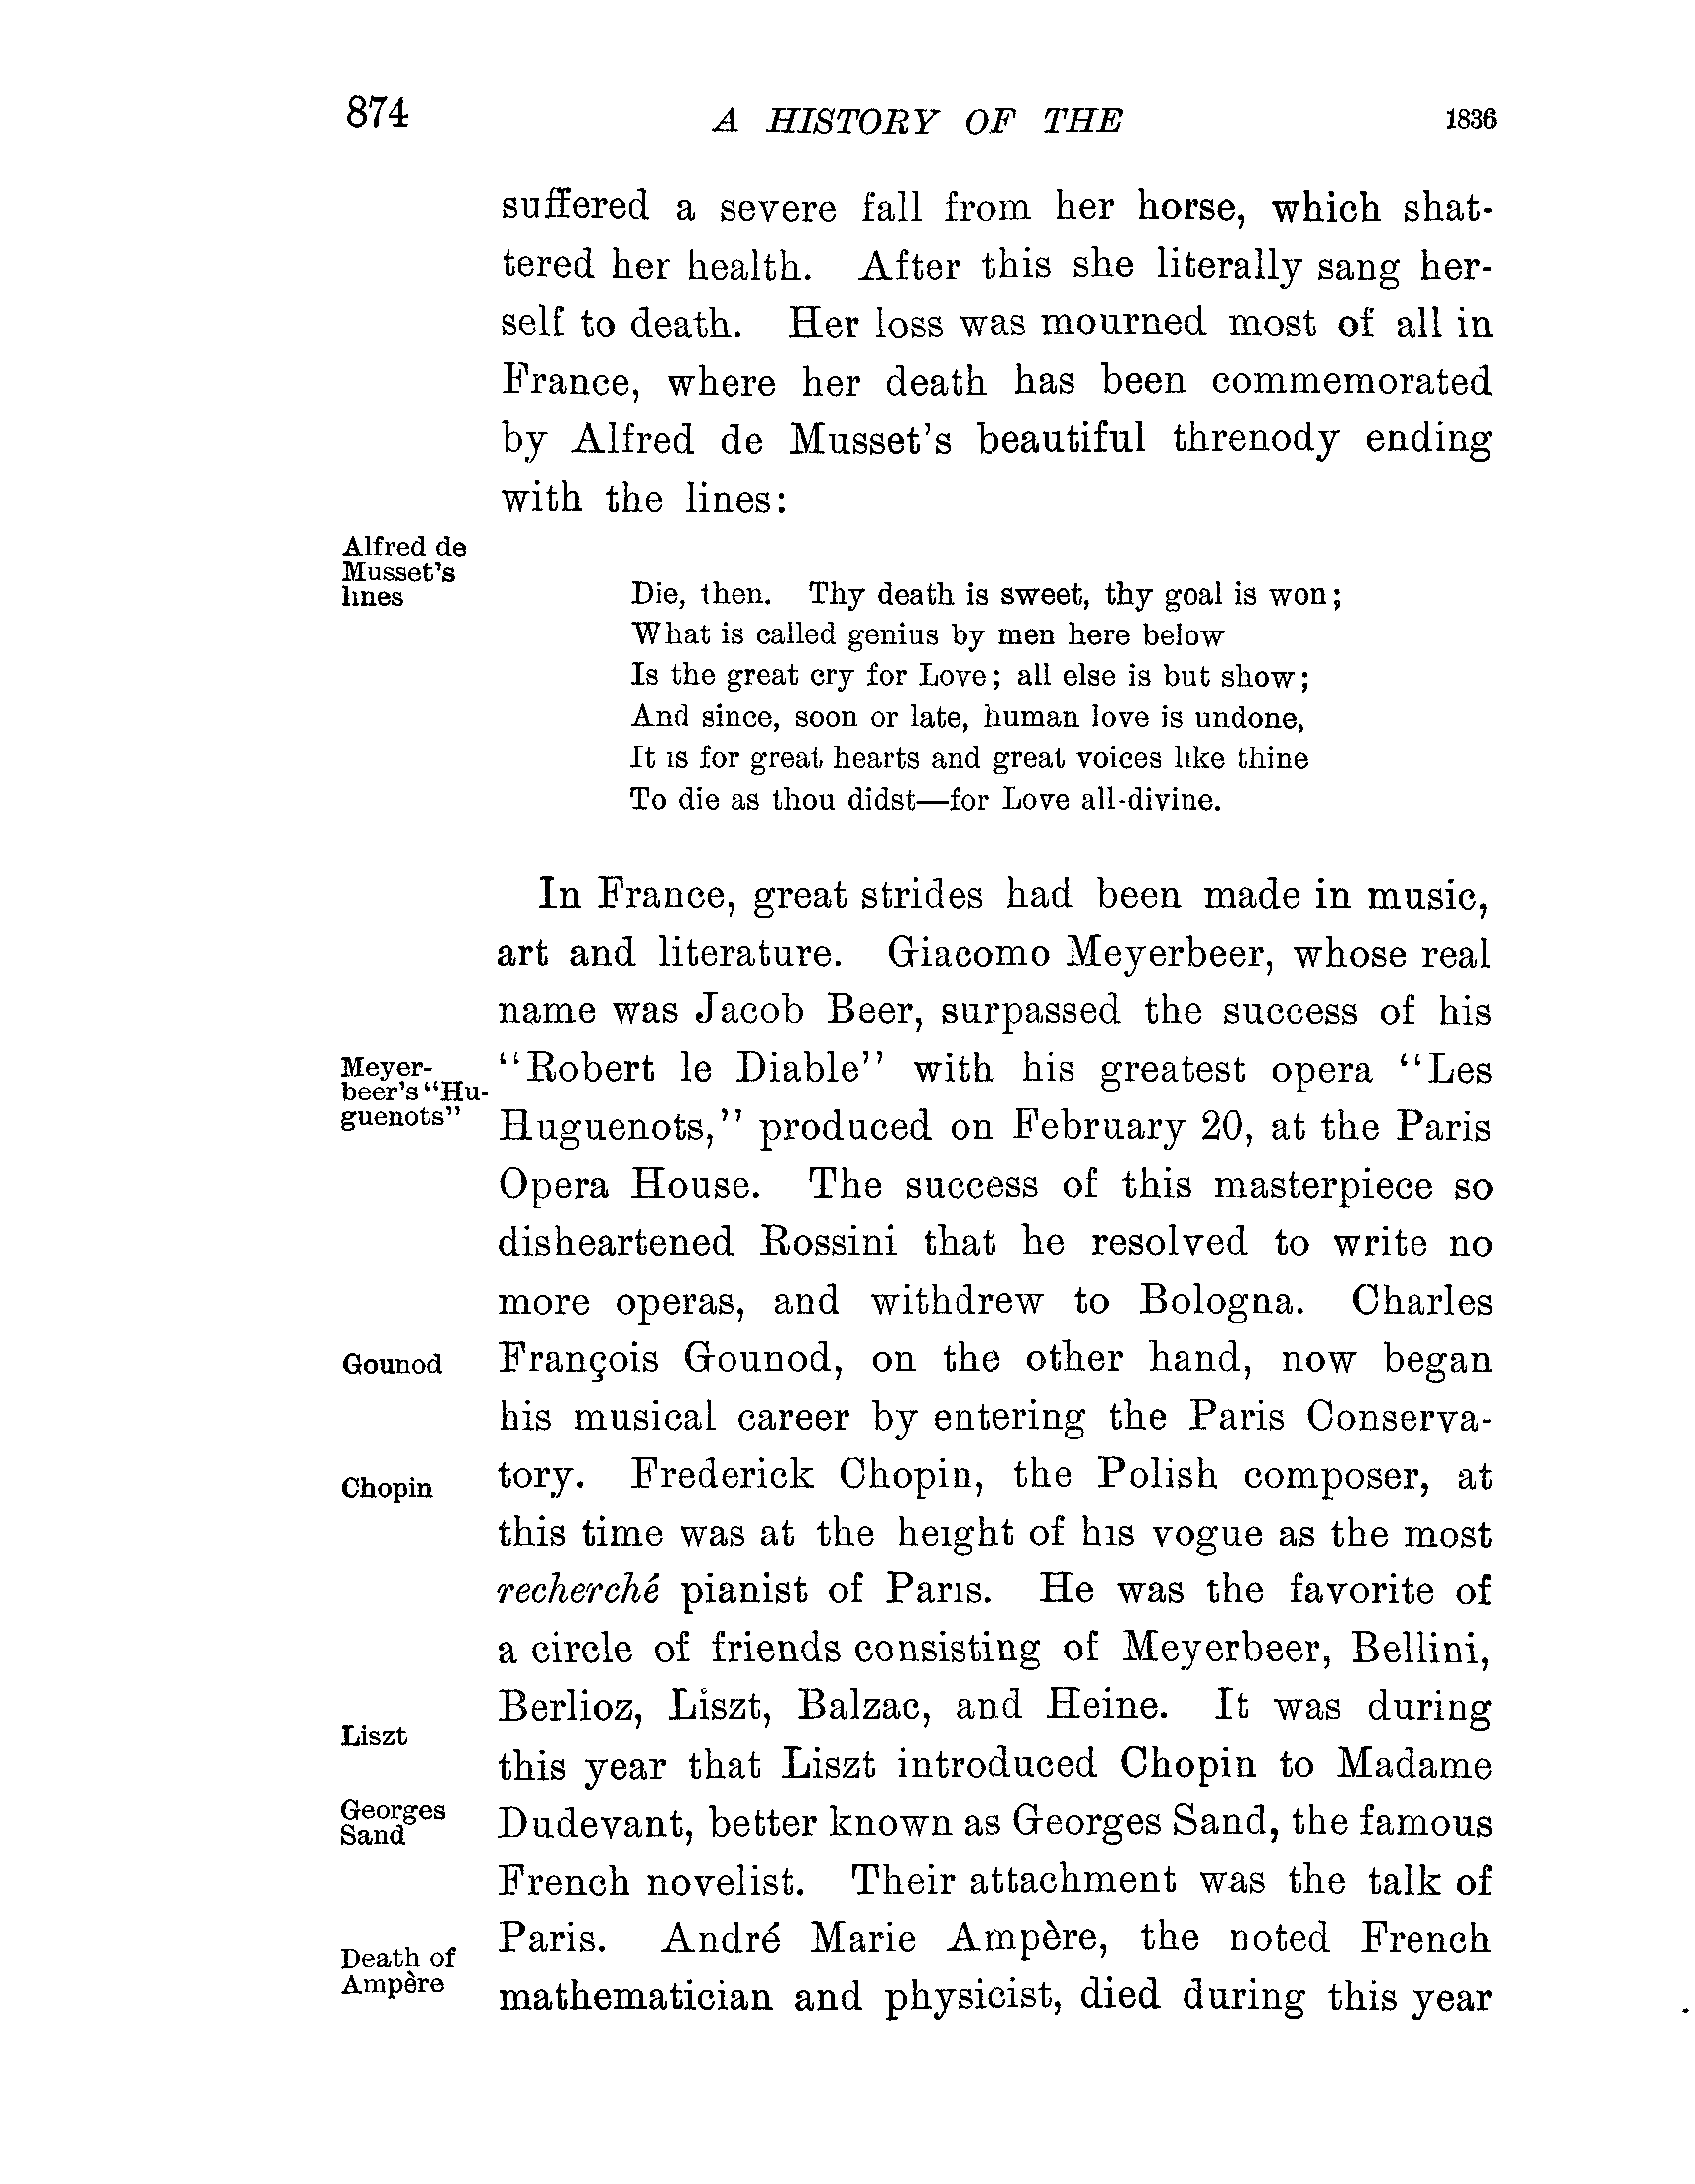 874 A HISTORY OF THE 1836
suffered a severe fall from her horse, which shat-
tered her health. After this she literally sang her-
self to death. Her loss was mourned most of all in
France, where her death has been commemorated
by Alfred de Musset's beautiful threnody ending
with the lines:
Alfred de
Musset's
lines
Die, then. Thy death is sweet, thy goal is won;
What is called genius by men here below
Is the great cry for Love; all else is but show;
And since, soon or late, human love is undone,
It is for great hearts and great voices like thine
To die as thou didst—for Love all-divine.
In France, great strides had been made in music,
art and literature. Giacomo Meyerbeer, whose real
name was Jacob Beer, surpassed the success of his
Meyer-
beer's "Hu-
guenots"
"Robert le Diable" with his greatest opera "Les
Huguenots," produced on February 20, at the Paris
Opera House. The success of this masterpiece so
disheartened Rossini that he resolved to write no
more operas, and withdrew to Bologna. Charles
Gounod
François Gounod, on the other hand, now began
his musical career by entering the Paris Conserva-
Chopin
tory. Frederick Chopin, the Polish composer, at
this time was at the height of his vogue as the most
recherché pianist of Paris. He was the favorite of
a circle of friends consisting of Meyerbeer, Bellini,
Berlioz, Liszt, Balzac, and Heine. It was during
Liszt
this year that Liszt introduced Chopin to Madame
Georges
Sand
Dudevant, better known as Georges Sand, the famous
French novelist. Their attachment was the talk of
Paris. André Marie Ampère, the noted French
Death of
Ampère
mathematician and physicist, died during this year